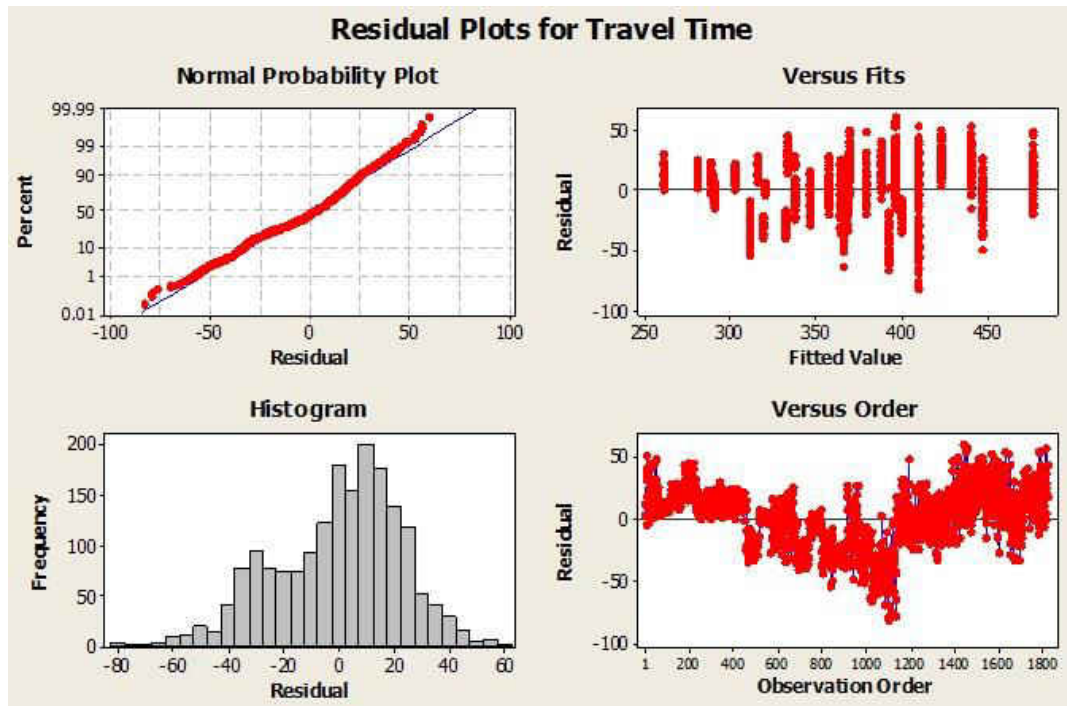 Residual Plots for Travel Time
Normal Probability Plot
Percent
99.99
99
90
50
10
1
0.01
-100 -50 0 50 100
Residual
Versus Fits
Residual
50
0
-50
-100
250 300 350 400 450
Fitted Value
Histogram
Frequency
200
150
100
50
0
-80 -60 -40 -20 0 20 40 60
Residual
Versus Order
Residual
50
0
-50
-100
1 200 400 600 800 1000 1200 1400 1600 1800
Observation Order